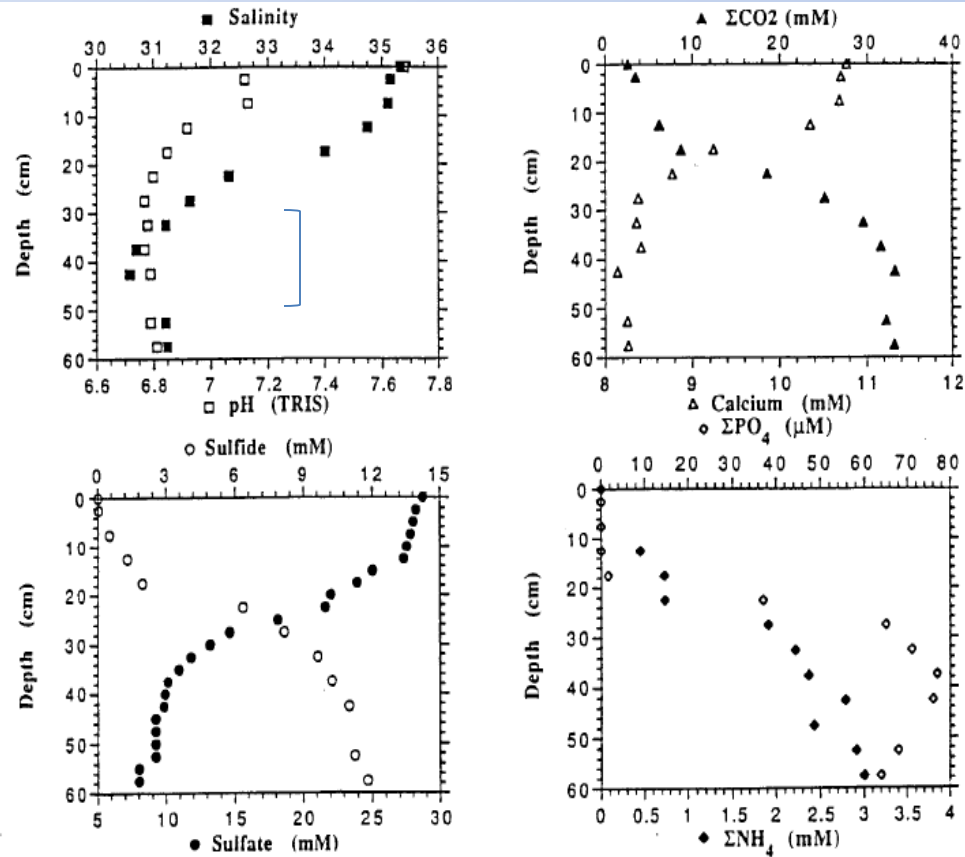 ■ Salinity
30 31 32 33 34 35 36
0
10
20
30
40
50
60
Depth (cm)
6.6 6.8 7 7.2 7.4 7.6 7.8
□ pH (TRIS)
▲ ΣCO2 (mM)
0 10 20 30 40
0
10
20
30
40
50
60
Depth (cm)
8 9 10 11 12
△ Calcium (mM)
○ Sulfide (mM)
0 3 6 9 12 15
0
10
20
30
40
50
60
Depth (cm)
5 10 15 20 25 30
● Sulfate (mM)
◇ ΣPO4 (μM)
0 10 20 30 40 50 60 70 80
0
10
20
30
40
50
60
Depth (cm)
0 0.5 1 1.5 2 2.5 3 3.5 4
◆ ΣNH4 (mM)